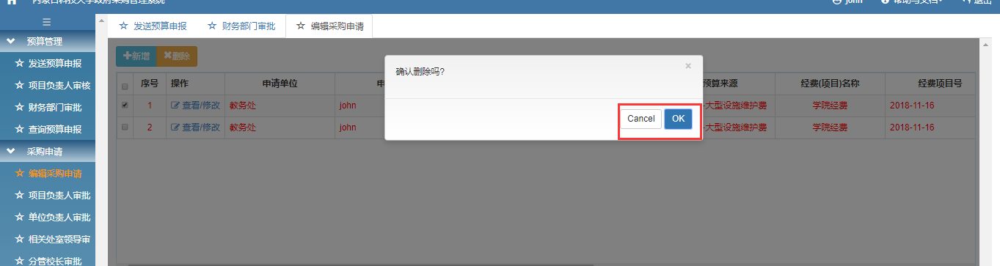 内蒙古科技大学政府采购管理系统 john 帮助与文档 退出
发送预算申报 财务部门审批 编辑采购申请
预算管理
发送预算申报
项目负责人审核
财务部门审批
查询预算申报
采购申请
编辑采购申请
项目负责人审批
单位负责人审批
相关处室领导审
分管校长审批
新增 删除
序号 操作 申请单位 申 预算来源 经费(项目)名称 经费项目号
1 查看/修改 教务处 john -大型设施维护费 学院经费 2018-11-16
2 查看/修改 教务处 john -大型设施维护费 学院经费 2018-11-16
确认删除吗? ×
Cancel OK